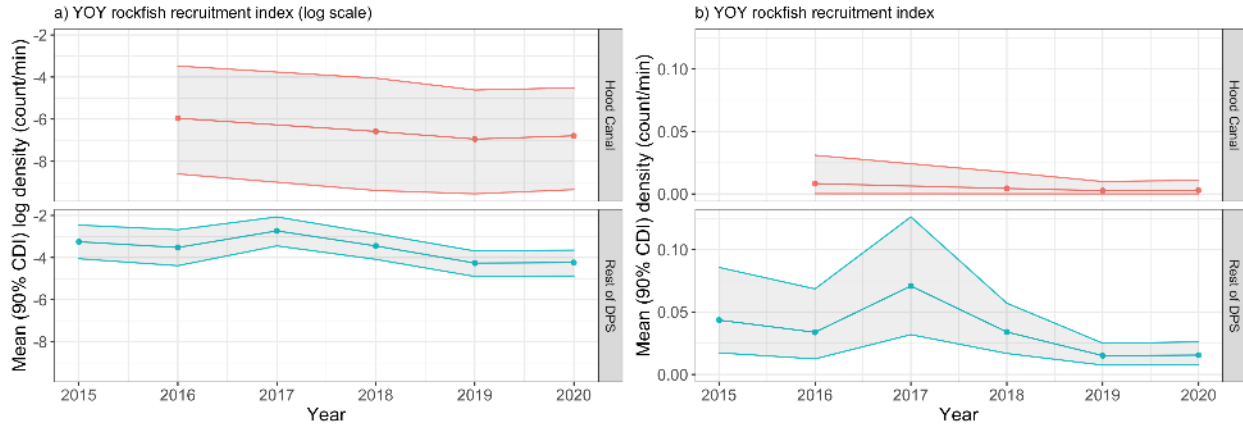 a) YOY rockfish recruitment index (log scale)
Mean (90% CDI) log density (count/min)
-2
-4
-6
-8
Hood Canal
-2
-4
-6
-8
Rest of DPS
2015 2016 2017 2018 2019 2020
Year
b) YOY rockfish recruitment index
Mean (90% CDI) density (count/min)
0.10
0.05
0.00
Hood Canal
0.10
0.05
0.00
Rest of DPS
2015 2016 2017 2018 2019 2020
Year